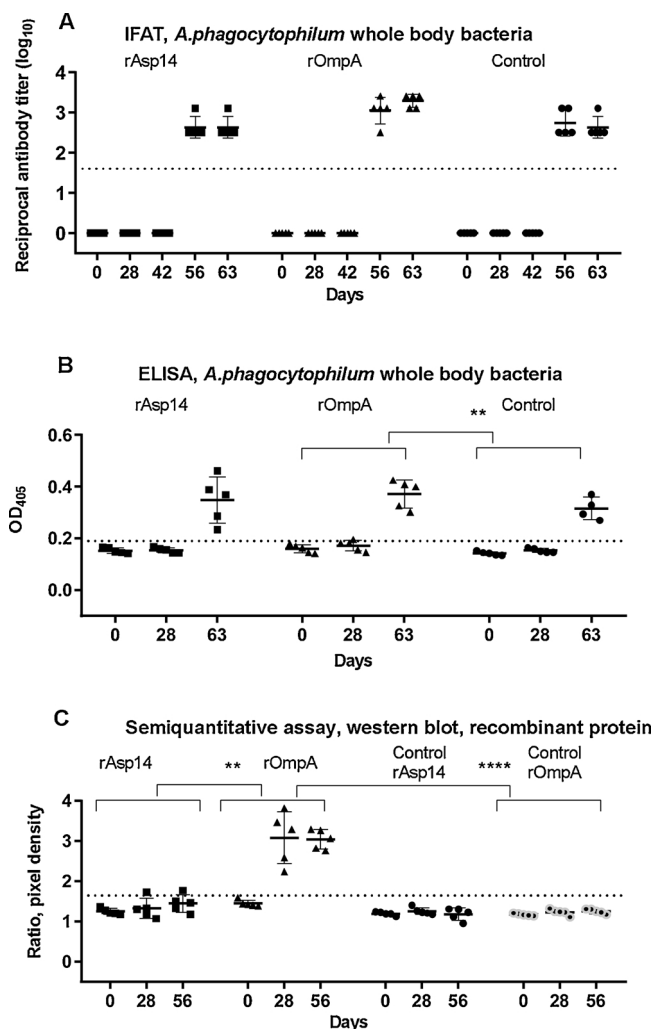 A
IFAT, A.phagocytophilum whole body bacteria
rAsp14 rOmpA Control
Reciprocal antibody titer (log10)
4
3
2
1
0
0 28 42 56 63 0 28 42 56 63 0 28 42 56 63
Days
B
ELISA, A.phagocytophilum whole body bacteria
rAsp14 rOmpA ** Control
OD405
0.6
0.4
0.2
0.0
0 28 63 0 28 63 0 28 63
Days
C
Semiquantitative assay, western blot, recombinant protein
rAsp14 ** rOmpA Control rAsp14 **** Control rOmpA
Ratio, pixel density
4
3
2
1
0
0 28 56 0 28 56 0 28 56 0 28 56
Days